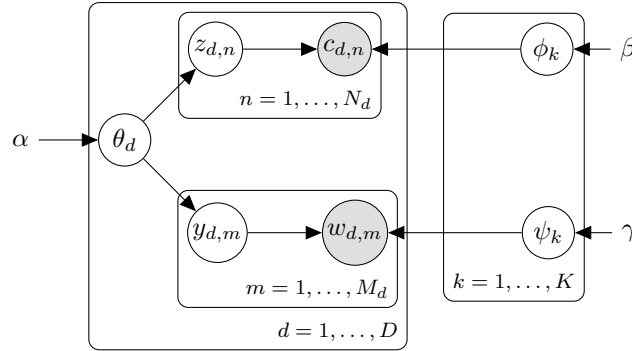 z_{d,n} c_{d,n} ϕ_k β
n = 1, . . . , N_d
α θ_d
y_{d,m} w_{d,m} ψ_k γ
m = 1, . . . , M_d k = 1, . . . , K
d = 1, . . . , D